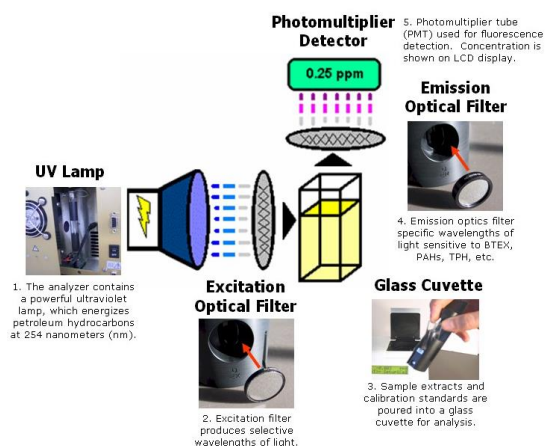 Photomultiplier
Detector
0.25 ppm
5. Photomultiplier tube
(PMT) used for fluorescence
detection. Concentration is
shown on LCD display.
Emission
Optical Filter
4. Emission optics filter
specific wavelengths of
light sensitive to BTEX,
PAHs, TPH, etc.
UV Lamp
1. The analyzer contains
a powerful ultraviolet
lamp, which energizes
petroleum hydrocarbons
at 254 nanometers (nm).
Excitation
Optical Filter
2. Excitation filter
produces selective
wavelengths of light.
Glass Cuvette
3. Sample extracts and
calibration standards are
poured into a glass
cuvette for analysis.